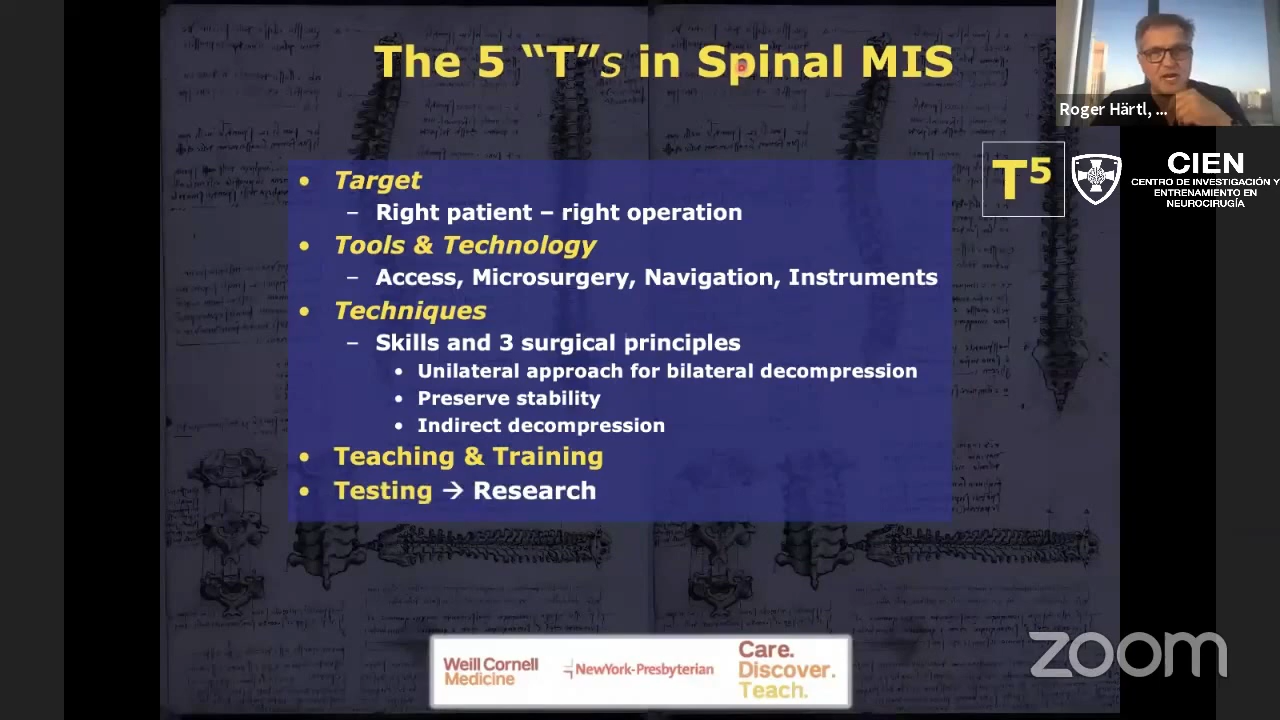 The 5 “T”s in Spinal MIS
Roger Härtl, ...
T5
CIEN
CENTRO DE INVESTIGACIÓN Y
ENTRENAMIENTO EN
NEUROCIRUGÍA
• Target
– Right patient – right operation
• Tools & Technology
– Access, Microsurgery, Navigation, Instruments
• Techniques
– Skills and 3 surgical principles
• Unilateral approach for bilateral decompression
• Preserve stability
• Indirect decompression
• Teaching & Training
• Testing → Research
Weill Cornell
Medicine
NewYork-Presbyterian
Care.
Discover.
Teach.
zoom